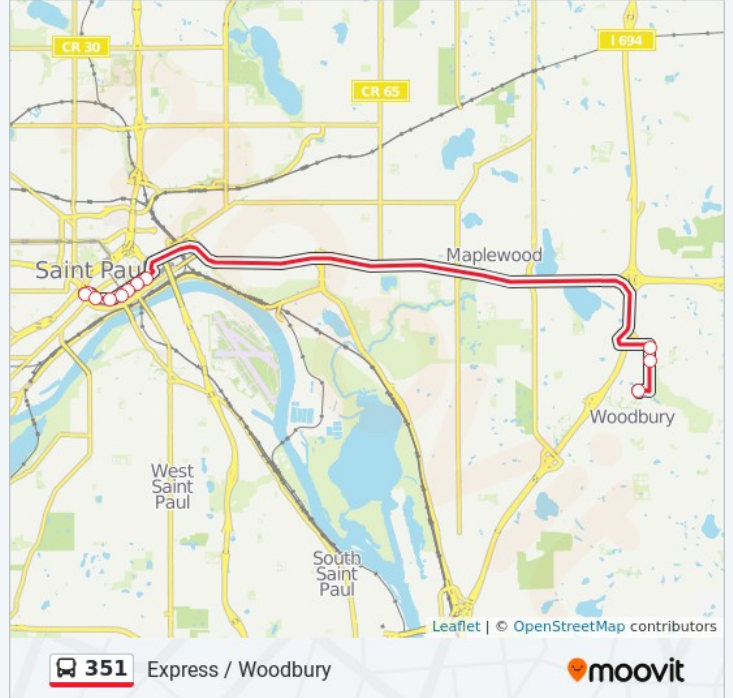 CR 30
I 694
CR 65
Maplewood
Saint Paul
Woodbury
West
Saint
Paul
South
Saint
Paul
Leaflet | © OpenStreetMap contributors
351 Express / Woodbury
moovit